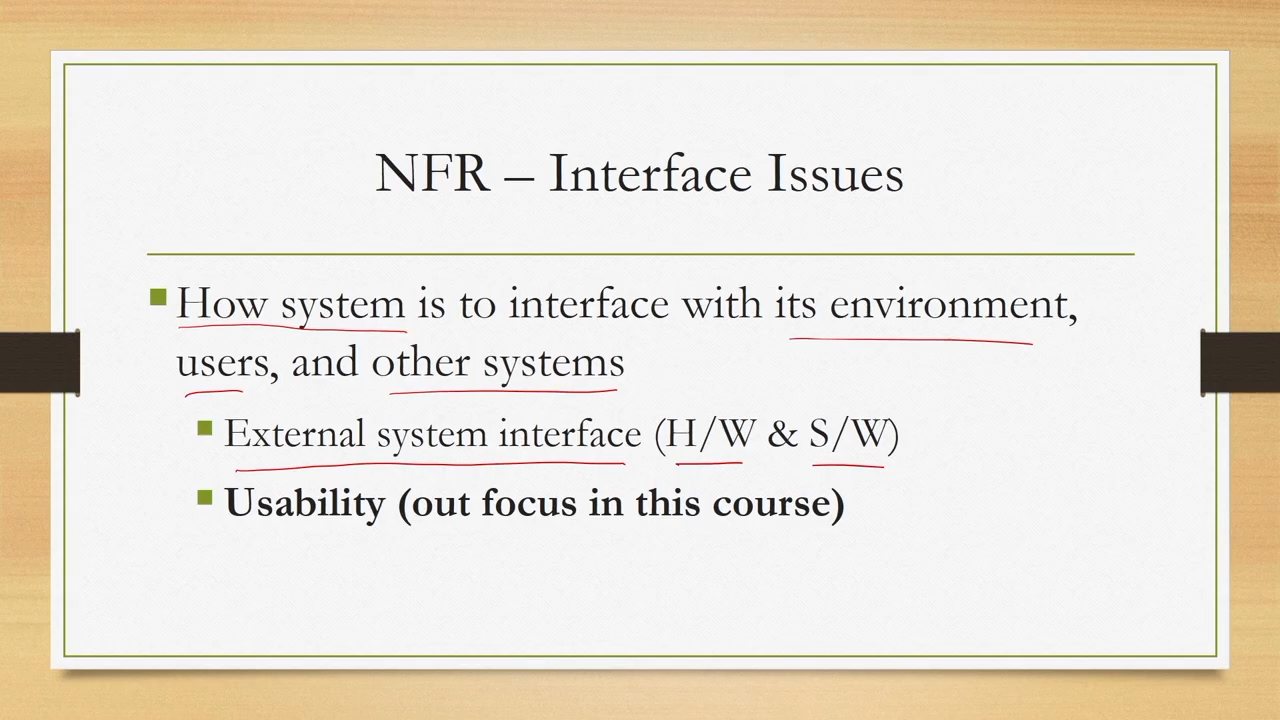 NFR – Interface Issues
How system is to interface with its environment,
users, and other systems
External system interface (H/W & S/W)
Usability (out focus in this course)